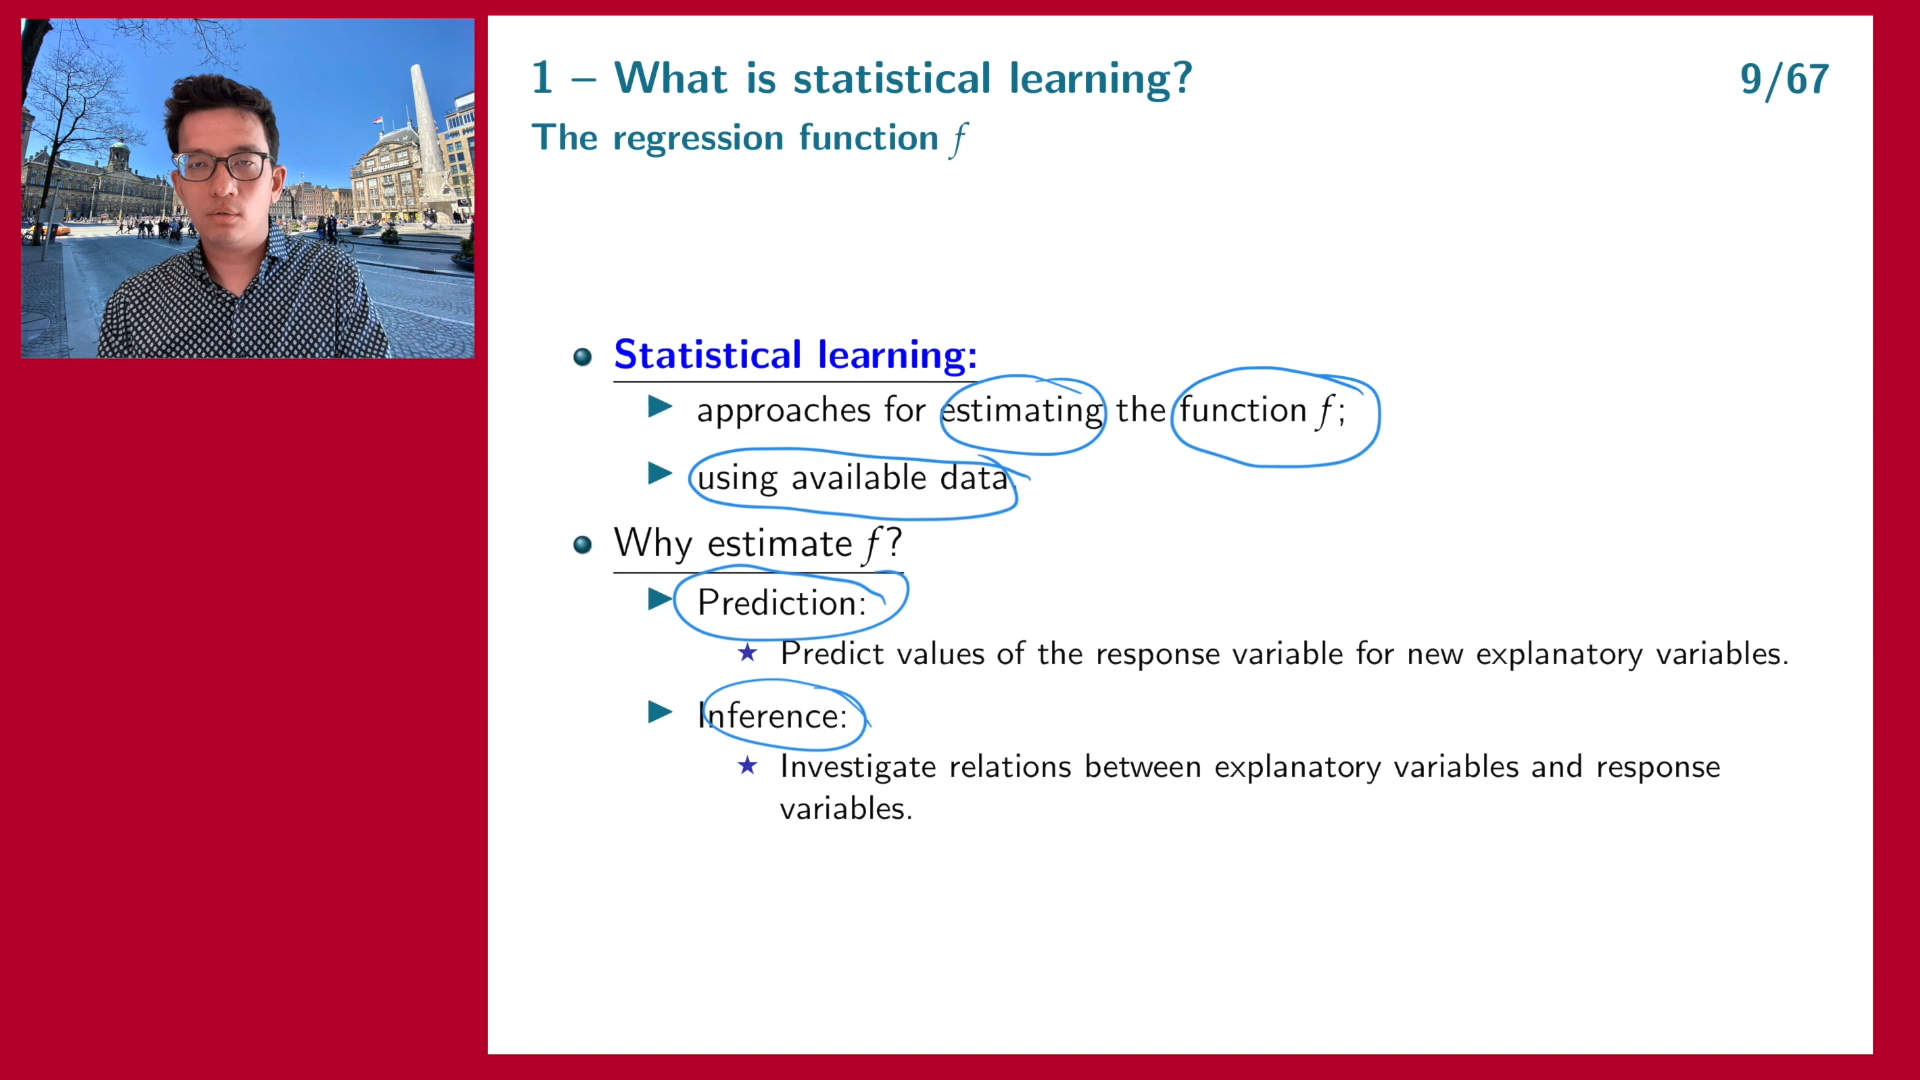 1 – What is statistical learning?
9/67
The regression function f
Statistical learning:
approaches for estimating the function f;
using available data.
Why estimate f?
Prediction:
Predict values of the response variable for new explanatory variables.
Inference:
Investigate relations between explanatory variables and response
variables.